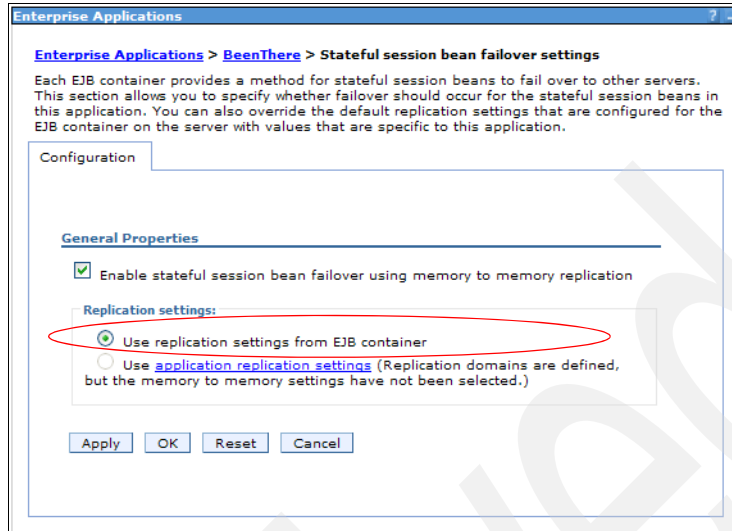 Enterprise Applications ? -
Enterprise Applications > BeenThere > Stateful session bean failover settings
Each EJB container provides a method for stateful session beans to fail over to other servers.
This section allows you to specify whether failover should occur for the stateful session beans in
this application. You can also override the default replication settings that are configured for the
EJB container on the server with values that are specific to this application.
Configuration
General Properties
Enable stateful session bean failover using memory to memory replication
Replication settings:
Use replication settings from EJB container
Use application replication settings (Replication domains are defined,
but the memory to memory settings have not been selected.)
Apply OK Reset Cancel